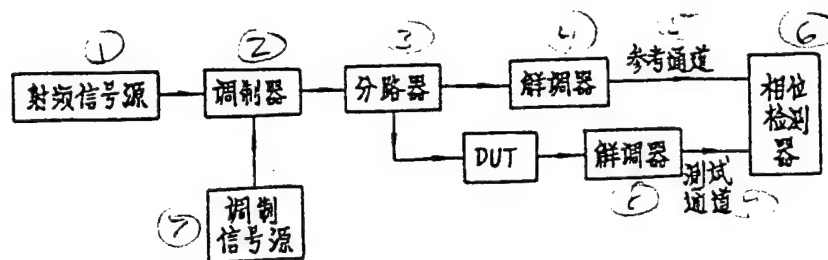 ① ② ③ ④ 5 ⑥
射频信号源 调制器 分路器 解调器 参考通道 相位检测器
DUT 解调器 测试通道
⑦ 调制信号源